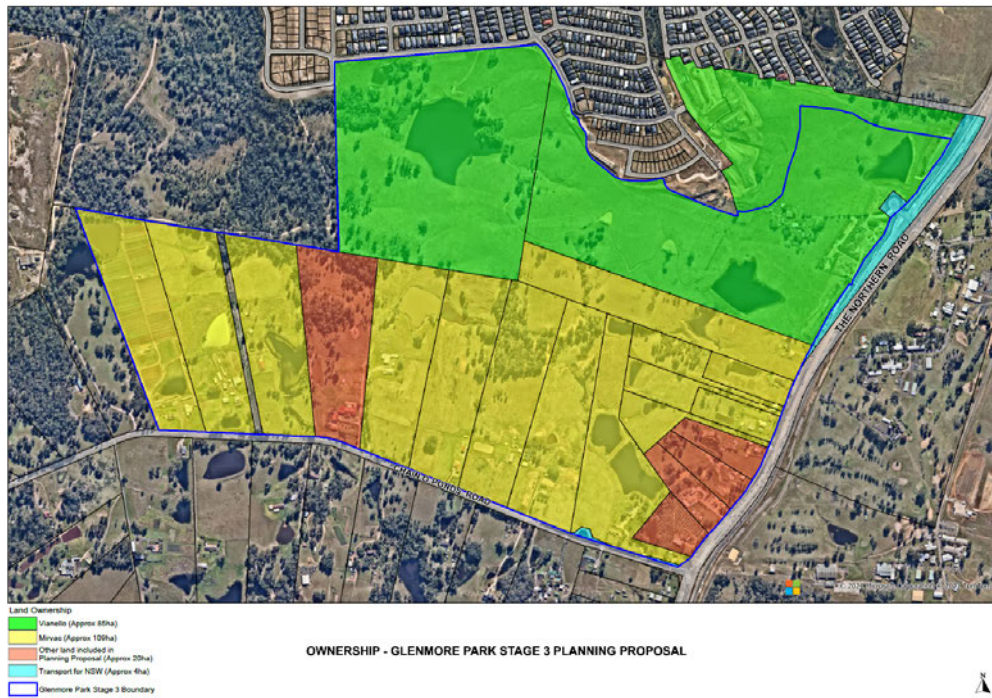 THE NORTHERN ROAD
CHAIN O PONDS ROAD
Land Ownership
Vianello (Approx 85ha)
Mirvac (Approx 109ha)
Other land included in
Planning Proposal (Approx 20ha)
Transport for NSW (Approx 4ha)
Glenmore Park Stage 3 Boundary
OWNERSHIP - GLENMORE PARK STAGE 3 PLANNING PROPOSAL